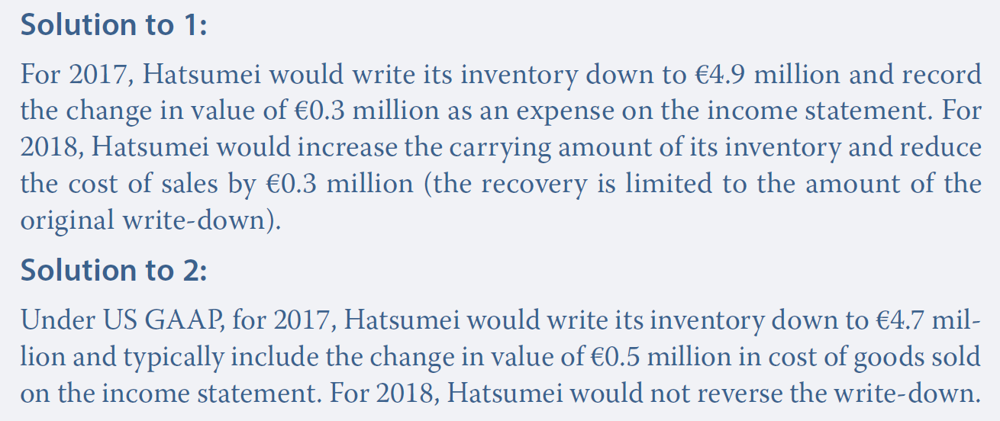 Solution to 1:
For 2017, Hatsumei would write its inventory down to €4.9 million and record
the change in value of €0.3 million as an expense on the income statement. For
2018, Hatsumei would increase the carrying amount of its inventory and reduce
the cost of sales by €0.3 million (the recovery is limited to the amount of the
original write-down).
Solution to 2:
Under US GAAP, for 2017, Hatsumei would write its inventory down to €4.7 mil-
lion and typically include the change in value of €0.5 million in cost of goods sold
on the income statement. For 2018, Hatsumei would not reverse the write-down.